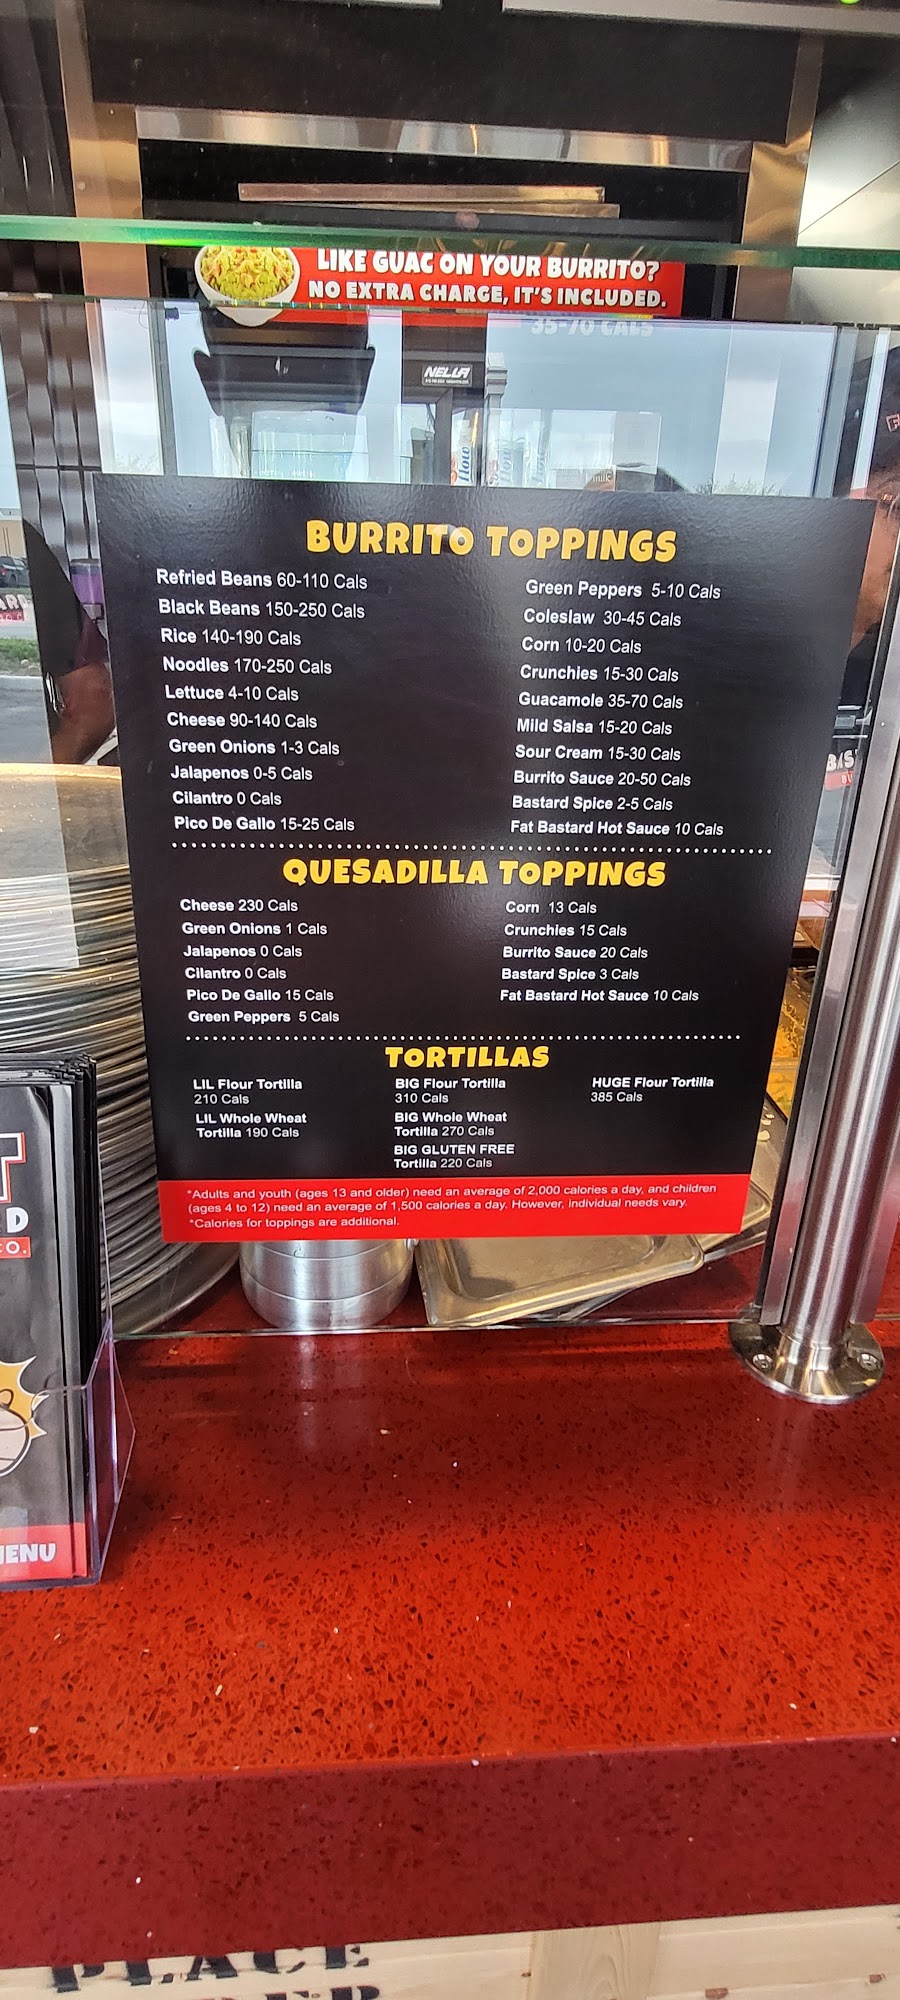 LIKE GUAC ON YOUR BURRITO?
NO EXTRA CHARGE, IT'S INCLUDED.
35-70 CALS
NELLA
BURRITO TOPPINGS
Refried Beans 60-110 Cals
Black Beans 150-250 Cals
Rice 140-190 Cals
Noodles 170-250 Cals
Lettuce 4-10 Cals
Cheese 90-140 Cals
Green Onions 1-3 Cals
Jalapenos 0-5 Cals
Cilantro 0 Cals
Pico De Gallo 15-25 Cals
Green Peppers 5-10 Cals
Coleslaw 30-45 Cals
Corn 10-20 Cals
Crunchies 15-30 Cals
Guacamole 35-70 Cals
Mild Salsa 15-20 Cals
Sour Cream 15-30 Cals
Burrito Sauce 20-50 Cals
Bastard Spice 2-5 Cals
Fat Bastard Hot Sauce 10 Cals
QUESADILLA TOPPINGS
Cheese 230 Cals
Green Onions 1 Cals
Jalapenos 0 Cals
Cilantro 0 Cals
Pico De Gallo 15 Cals
Green Peppers 5 Cals
Corn 13 Cals
Crunchies 15 Cals
Burrito Sauce 20 Cals
Bastard Spice 3 Cals
Fat Bastard Hot Sauce 10 Cals
TORTILLAS
LIL Flour Tortilla
210 Cals
LIL Whole Wheat
Tortilla 190 Cals
BIG Flour Tortilla
310 Cals
BIG Whole Wheat
Tortilla 270 Cals
BIG GLUTEN FREE
Tortilla 220 Cals
HUGE Flour Tortilla
385 Cals
*Adults and youth (ages 13 and older) need an average of 2,000 calories a day, and children
(ages 4 to 12) need an average of 1,500 calories a day. However, individual needs vary.
*Calories for toppings are additional.
T
D
CO.
MENU
PLACE